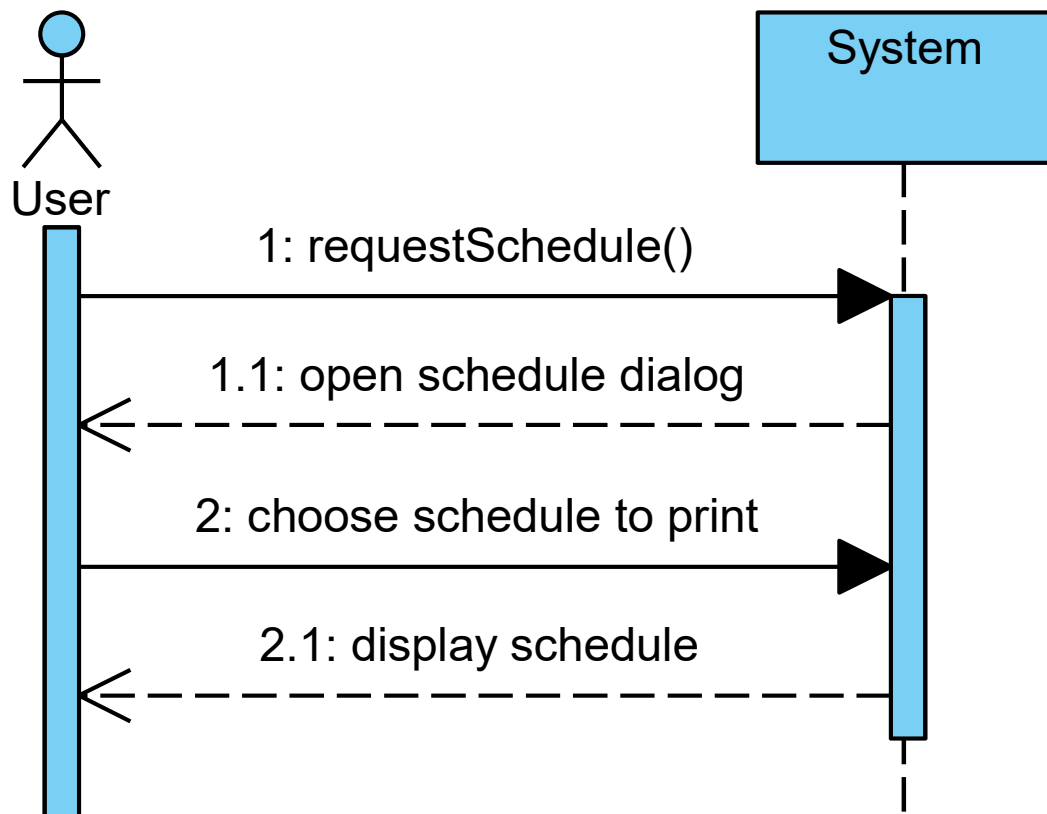 System
User
1: requestSchedule()
1.1: open schedule dialog
2: choose schedule to print
2.1: display schedule